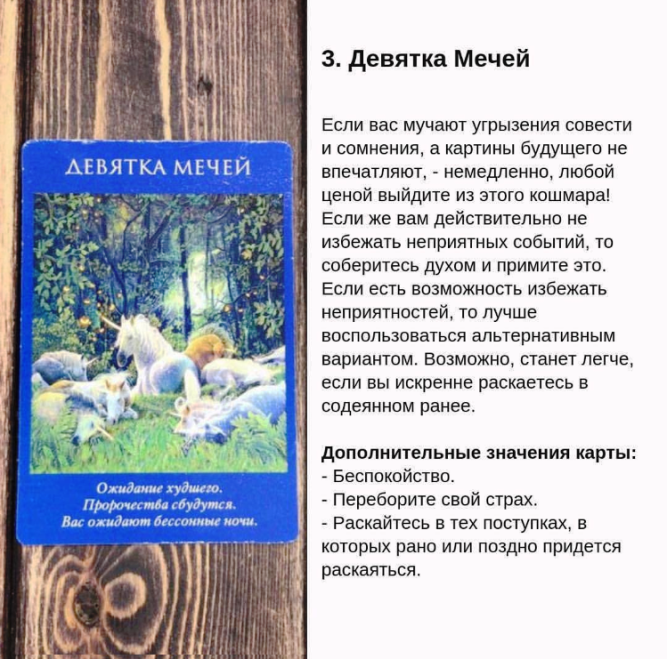 ДЕВЯТКА МЕЧЕЙ
Ожидание худшего.
Пророчества сбудутся.
Вас ожидают бессонные ночи.
3. Девятка Мечей
Если вас мучают угрызения совести
и сомнения, а картины будущего не
впечатляют, - немедленно, любой
ценой выйдите из этого кошмара!
Если же вам действительно не
избежать неприятных событий, то
соберитесь духом и примите это.
Если есть возможность избежать
неприятностей, то лучше
воспользоваться альтернативным
вариантом. Возможно, станет легче,
если вы искренне раскаетесь в
содеянном ранее.
Дополнительные значения карты:
- Беспокойство.
- Переборите свой страх.
- Раскайтесь в тех поступках, в
которых рано или поздно придется
раскаяться.